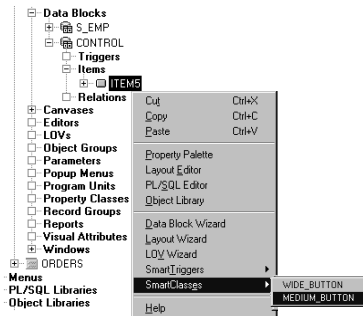 Data Blocks
S_EMP
CONTROL
Triggers
Items
ITEM5
Relations
Canvases
Editors
LOVs
Object Groups
Parameters
Popup Menus
Program Units
Property Classes
Record Groups
Reports
Visual Attributes
Windows
ORDERS
Menus
PL/SQL Libraries
Object Libraries
Cut Ctrl+X
Copy Ctrl+C
Paste Ctrl+V
Property Palette
Layout Editor
PL/SQL Editor
Object Library
Data Block Wizard
Layout Wizard
LOV Wizard
SmartTriggers
SmartClasses
Help
WIDE_BUTTON
MEDIUM_BUTTON